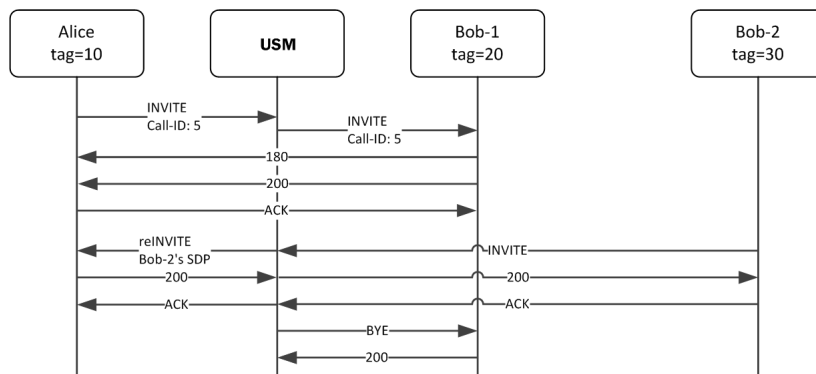 Alice
tag=10
USM
Bob-1
tag=20
Bob-2
tag=30
INVITE
Call-ID: 5
INVITE
Call-ID: 5
180
200
ACK
reINVITE
Bob-2's SDP
INVITE
200
200
ACK
ACK
BYE
200